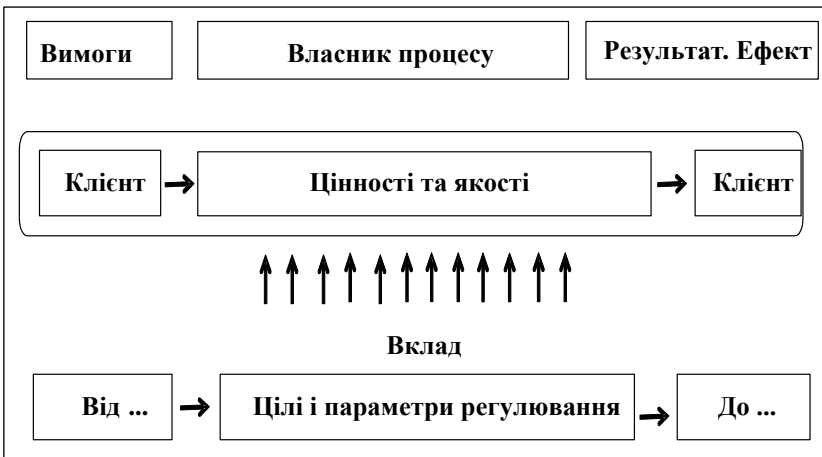 Вимоги
Власник процесу
Результат. Ефект
Клієнт
Цінності та якості
Клієнт
Вклад
Від ...
Цілі і параметри регулювання
До ...